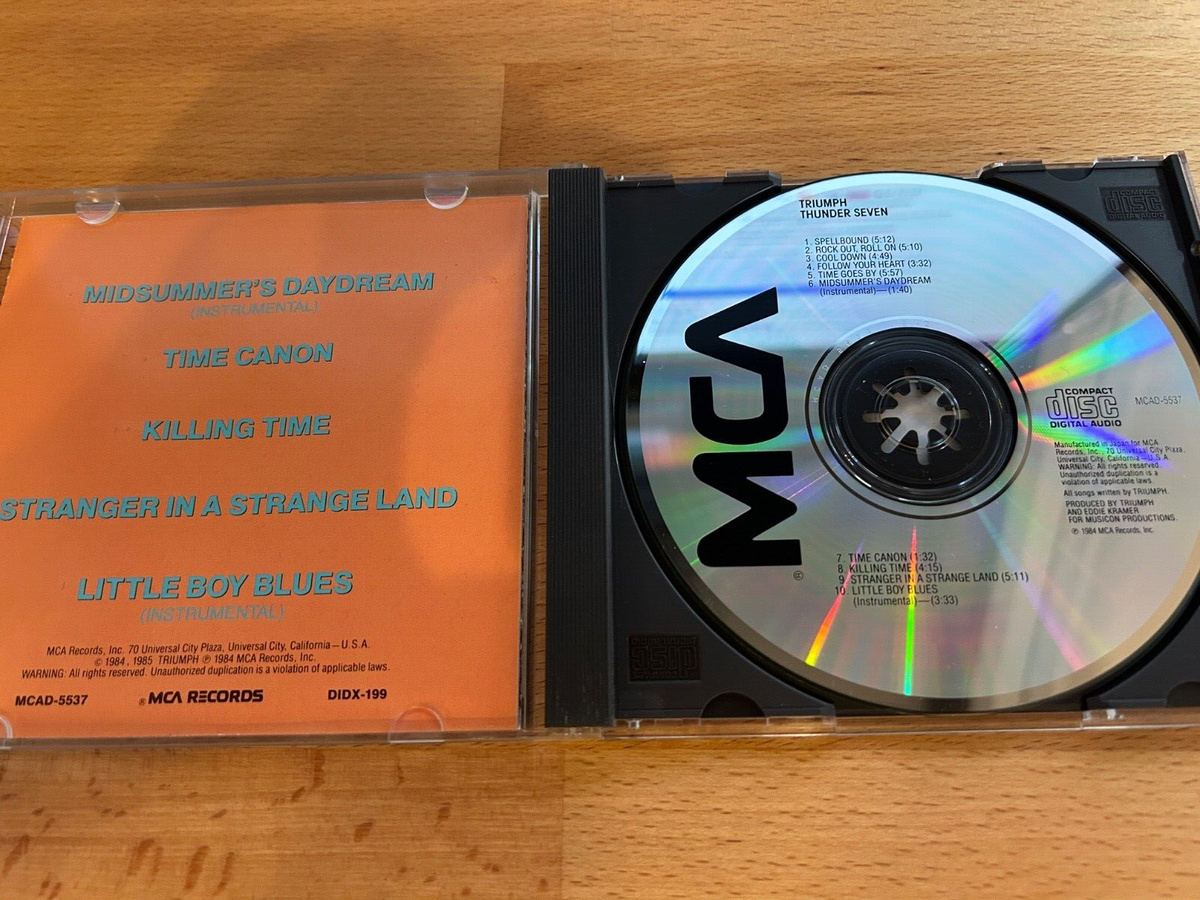 MIDSUMMER'S DAYDREAM
(INSTRUMENTAL)
TIME CANON
KILLING TIME
STRANGER IN A STRANGE LAND
LITTLE BOY BLUES
(INSTRUMENTAL)
MCA Records, Inc. 70 Universal City Plaza, Universal City, California—U.S.A.
© 1984, 1985 TRIUMPH ℗ 1984 MCA Records, Inc.
WARNING: All rights reserved. Unauthorized duplication is a violation of applicable laws.
MCAD-5537
® MCA RECORDS
DIDX-199
TRIUMPH
THUNDER SEVEN
1. SPELLBOUND (5:12)
2. ROCK OUT, ROLL ON (5:10)
3. COOL DOWN (4:49)
4. FOLLOW YOUR HEART (3:32)
5. TIME GOES BY (5:57)
6. MIDSUMMER'S DAYDREAM
(Instrumental)—(1:40)
MCA
®
COMPACT
disc
DIGITAL AUDIO
MCAD-5537
Manufactured in Japan for MCA
Records, Inc., 70 Universal City Plaza,
Universal City, California—U.S.A.
WARNING: All rights reserved.
Unauthorized duplication is a
violation of applicable laws.
All songs written by TRIUMPH.
PRODUCED BY TRIUMPH
AND EDDIE KRAMER
FOR MUSICON PRODUCTIONS.
℗ 1984 MCA Records, Inc.
7. TIME CANON (1:32)
8. KILLING TIME (4:15)
9. STRANGER IN A STRANGE LAND (5:11)
10. LITTLE BOY BLUES
(Instrumental)—(3:33)
COMPACT
disc
DIGITAL AUDIO